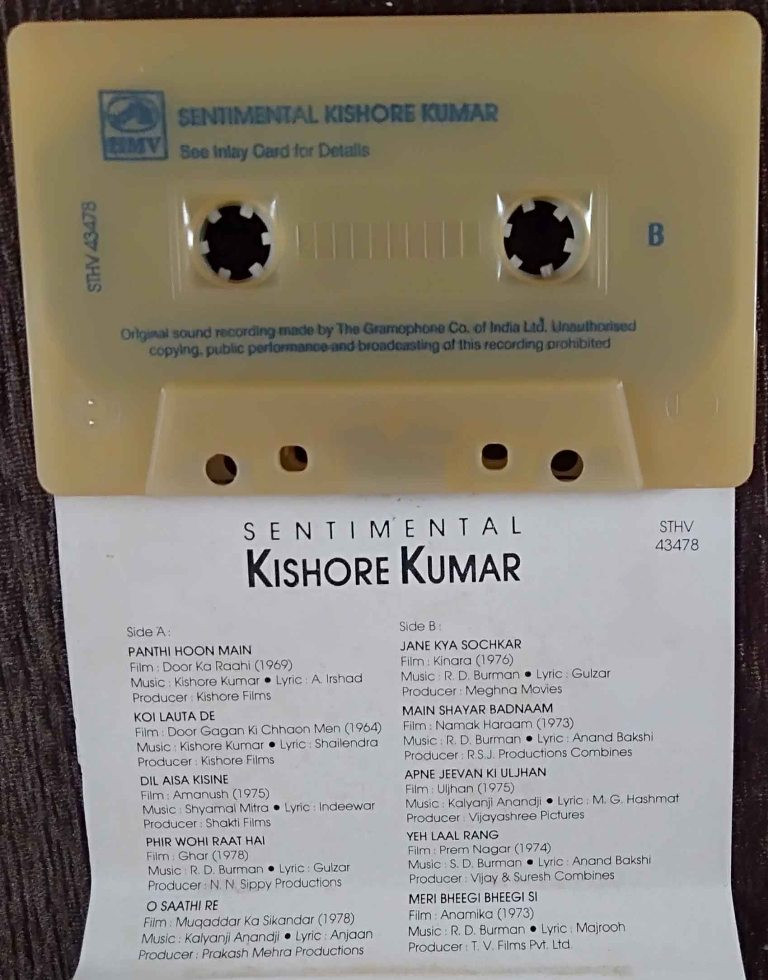 HMV
SENTIMENTAL KISHORE KUMAR
See Inlay Card for Details
STHV 43478
B
Original sound recording made by The Gramophone Co. of India Ltd. Unauthorised
copying, public performance and broadcasting of this recording prohibited
SENTIMENTAL
KISHORE KUMAR
STHV
43478
Side A :
PANTHI HOON MAIN
Film : Door Ka Raahi (1969)
Music : Kishore Kumar ● Lyric : A. Irshad
Producer : Kishore Films
KOI LAUTA DE
Film : Door Gagan Ki Chhaon Men (1964)
Music : Kishore Kumar ● Lyric : Shailendra
Producer : Kishore Films
DIL AISA KISINE
Film : Amanush (1975)
Music : Shyamal Mitra ● Lyric : Indeewar
Producer : Shakti Films
PHIR WOHI RAAT HAI
Film : Ghar (1978)
Music : R. D. Burman ● Lyric : Gulzar
Producer : N. N. Sippy Productions
O SAATHI RE
Film : Muqaddar Ka Sikandar (1978)
Music : Kalyanji Anandji ● Lyric : Anjaan
Producer : Prakash Mehra Productions
Side B :
JANE KYA SOCHKAR
Film : Kinara (1976)
Music : R. D. Burman ● Lyric : Gulzar
Producer : Meghna Movies
MAIN SHAYAR BADNAAM
Film : Namak Haraam (1973)
Music : R. D. Burman ● Lyric : Anand Bakshi
Producer : R.S.J. Productions Combines
APNE JEEVAN KI ULJHAN
Film : Uljhan (1975)
Music : Kalyanji Anandji ● Lyric : M. G. Hashmat
Producer : Vijayashree Pictures
YEH LAAL RANG
Film : Prem Nagar (1974)
Music : S. D. Burman ● Lyric : Anand Bakshi
Producer : Vijay & Suresh Combines
MERI BHEEGI BHEEGI SI
Film : Anamika (1973)
Music : R. D. Burman ● Lyric : Majrooh
Producer : T. V. Films Pvt. Ltd.